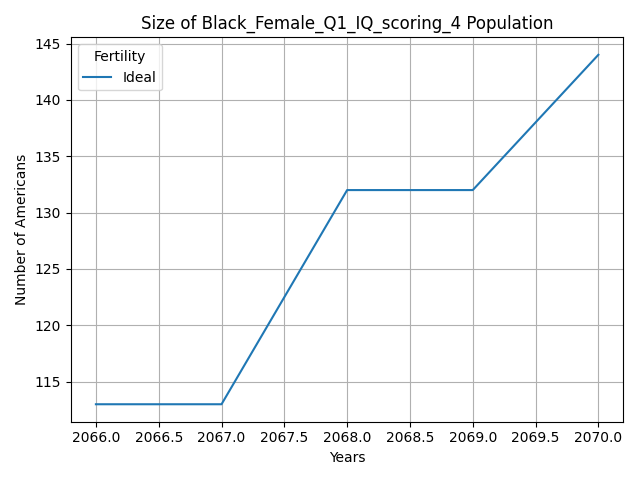 Size of Black_Female_Q1_IQ_scoring_4 Population
Fertility
Ideal
Number of Americans
145
140
135
130
125
120
115
2066.0 2066.5 2067.0 2067.5 2068.0 2068.5 2069.0 2069.5 2070.0
Years